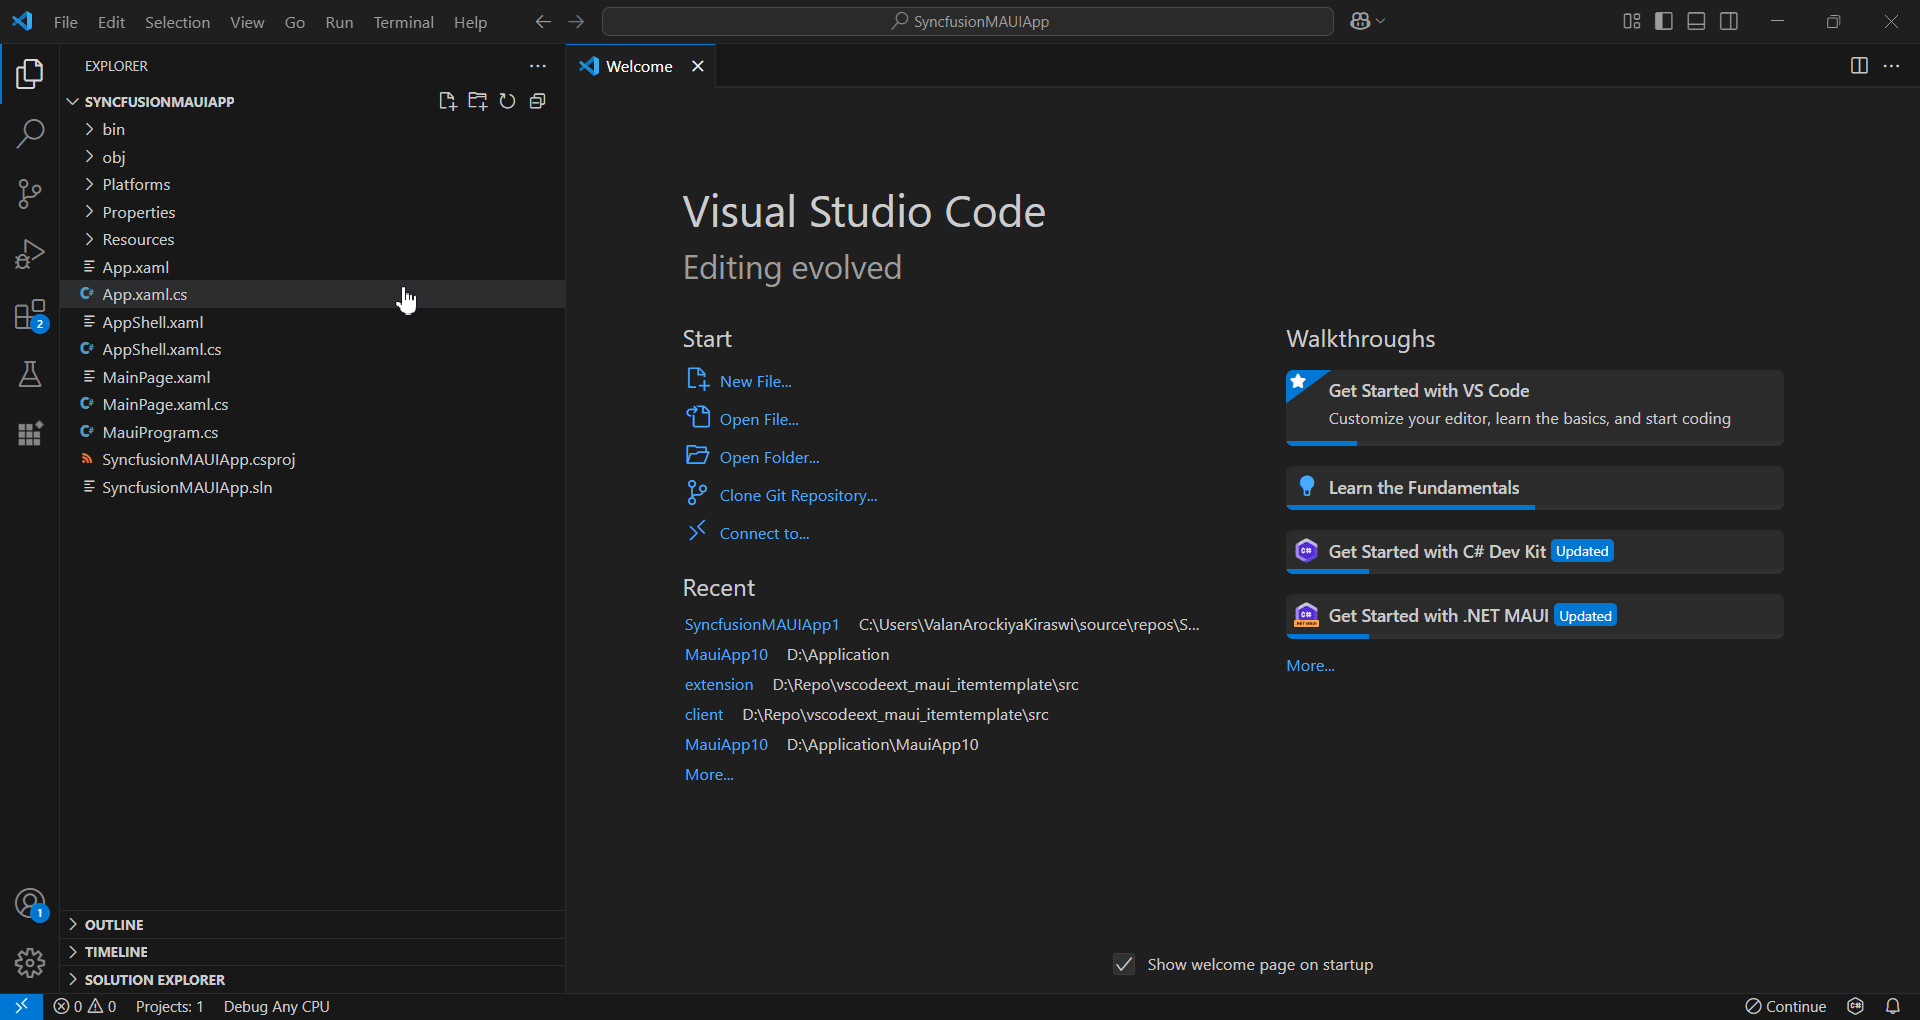 File Edit Selection View Go Run Terminal Help
SyncfusionMAUIApp
EXPLORER
Welcome
SYNCFUSIONMAUIAPP
bin
obj
Platforms
Properties
Resources
App.xaml
C# App.xaml.cs
AppShell.xaml
C# AppShell.xaml.cs
MainPage.xaml
C# MainPage.xaml.cs
C# MauiProgram.cs
SyncfusionMAUIApp.csproj
SyncfusionMAUIApp.sln
2
1
OUTLINE
TIMELINE
SOLUTION EXPLORER
Visual Studio Code
Editing evolved
Start
New File...
Open File...
Open Folder...
Clone Git Repository...
Connect to...
Recent
SyncfusionMAUIApp1 C:\Users\ValanArockiyaKiraswi\source\repos\S...
MauiApp10 D:\Application
extension D:\Repo\vscodeext_maui_itemtemplate\src
client D:\Repo\vscodeext_maui_itemtemplate\src
MauiApp10 D:\Application\MauiApp10
More...
Walkthroughs
Get Started with VS Code
Customize your editor, learn the basics, and start coding
Learn the Fundamentals
C# Get Started with C# Dev Kit Updated
C# .NET MAUI Get Started with .NET MAUI Updated
More...
Show welcome page on startup
0 0 Projects: 1 Debug Any CPU
Continue C#